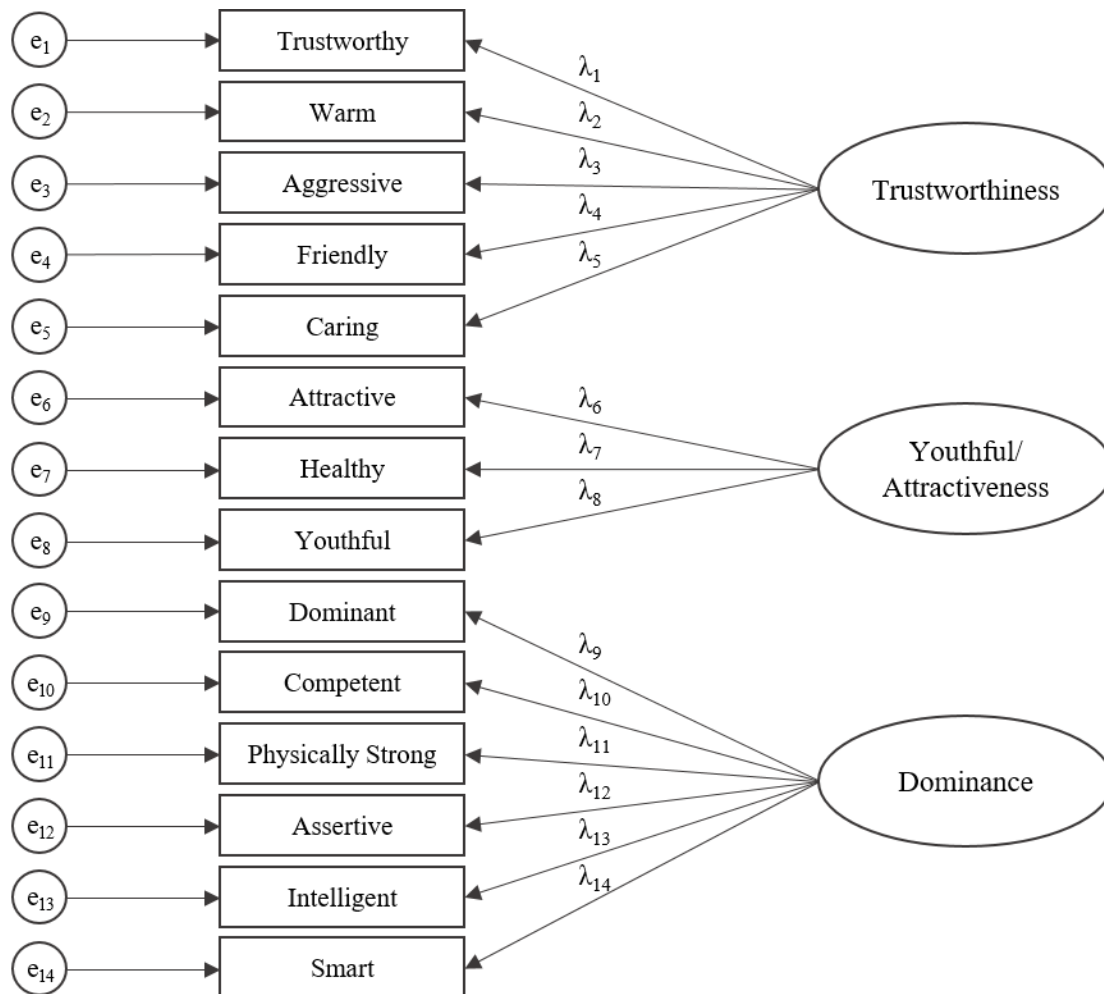 e1
Trustworthy
λ1
e2
Warm
λ2
e3
Aggressive
λ3
Trustworthiness
e4
Friendly
λ4
e5
Caring
λ5
e6
Attractive
λ6
e7
Healthy
λ7
Youthful/
Attractiveness
e8
Youthful
λ8
e9
Dominant
λ9
e10
Competent
λ10
e11
Physically Strong
λ11
Dominance
e12
Assertive
λ12
e13
Intelligent
λ13
e14
Smart
λ14